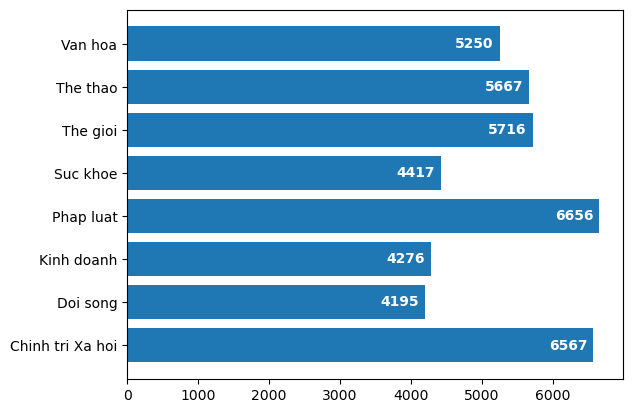 Van hoa 5250
The thao 5667
The gioi 5716
Suc khoe 4417
Phap luat 6656
Kinh doanh 4276
Doi song 4195
Chinh tri Xa hoi 6567
0 1000 2000 3000 4000 5000 6000